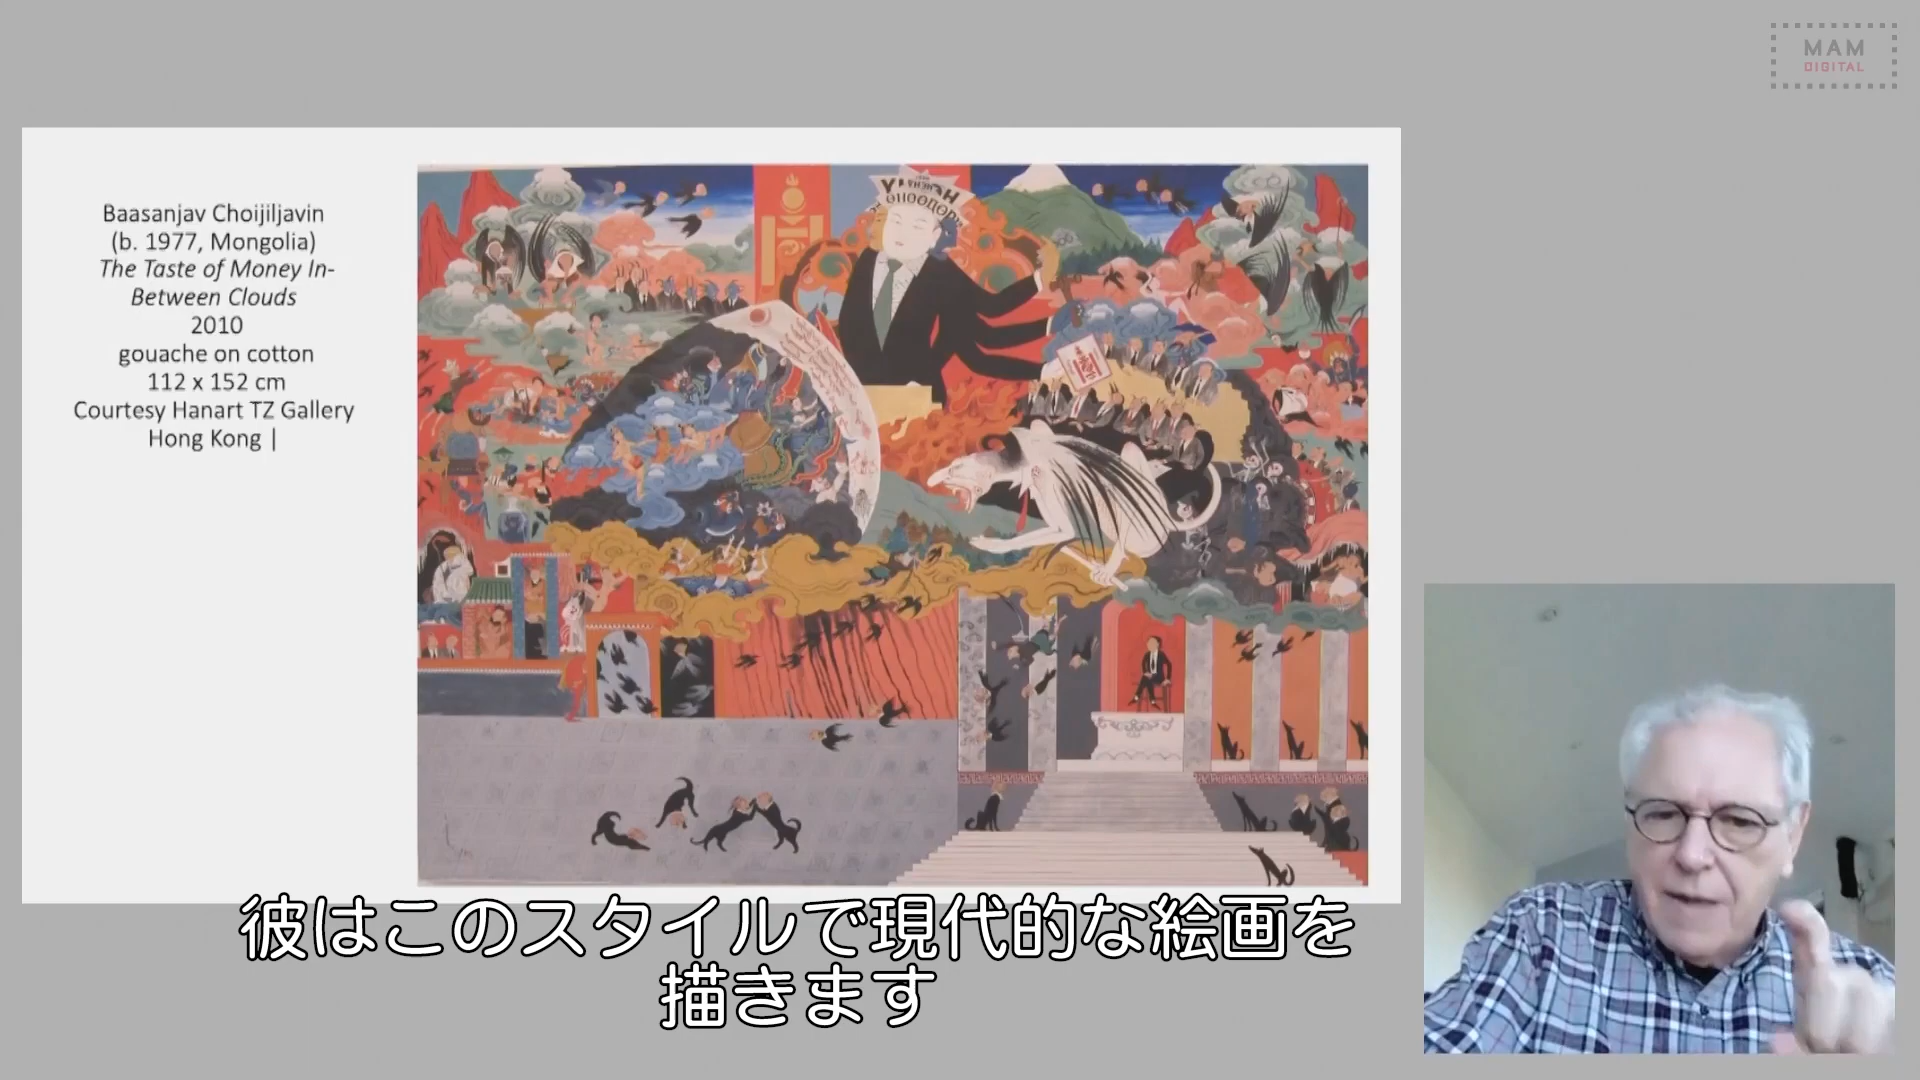 MAM
DIGITAL
Baasanjav Choijiljavin
(b. 1977, Mongolia)
The Taste of Money In-
Between Clouds
2010
gouache on cotton
112 x 152 cm
Courtesy Hanart TZ Gallery
Hong Kong |
彼はこのスタイルで現代的な絵画を
描きます